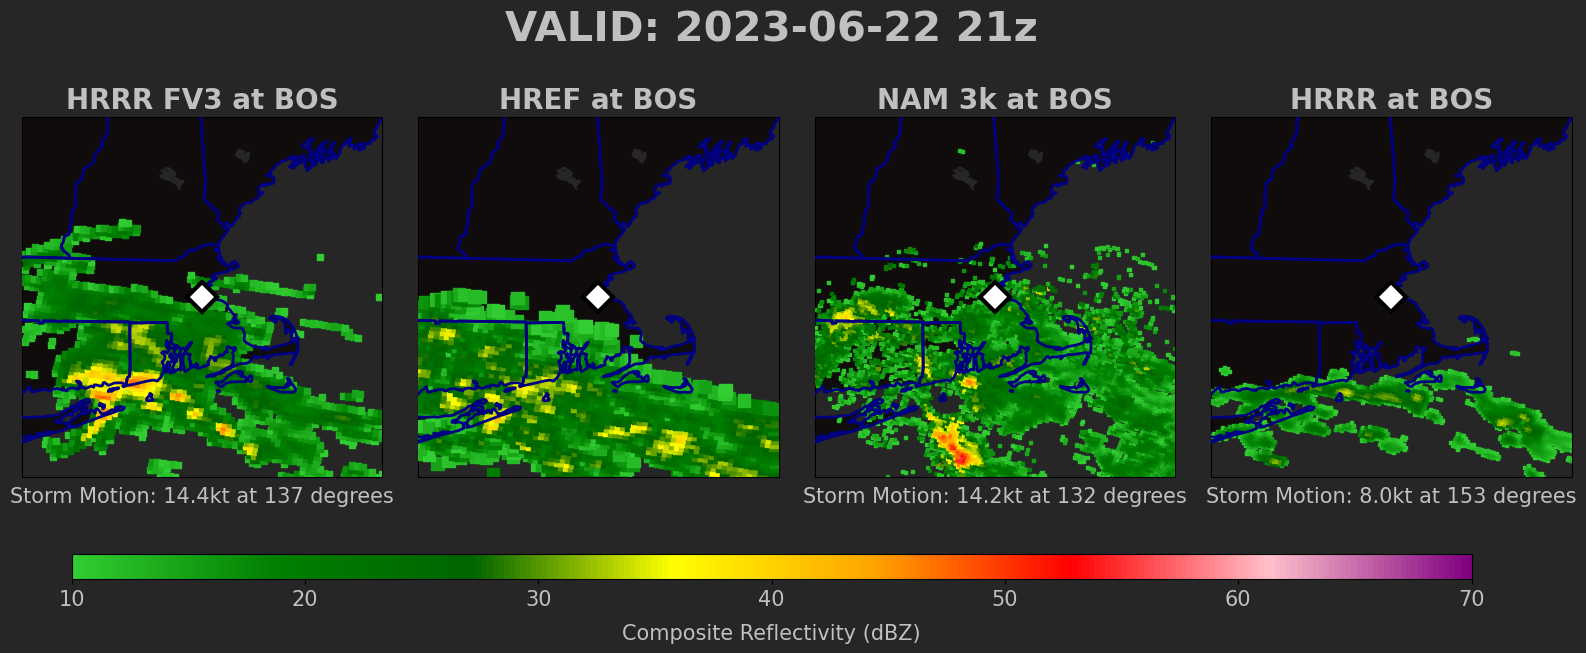 VALID: 2023-06-22 21z
HRRR FV3 at BOS
HREF at BOS
NAM 3k at BOS
HRRR at BOS
Storm Motion: 14.4kt at 137 degrees
Storm Motion: 14.2kt at 132 degrees
Storm Motion: 8.0kt at 153 degrees
10 20 30 40 50 60 70
Composite Reflectivity (dBZ)